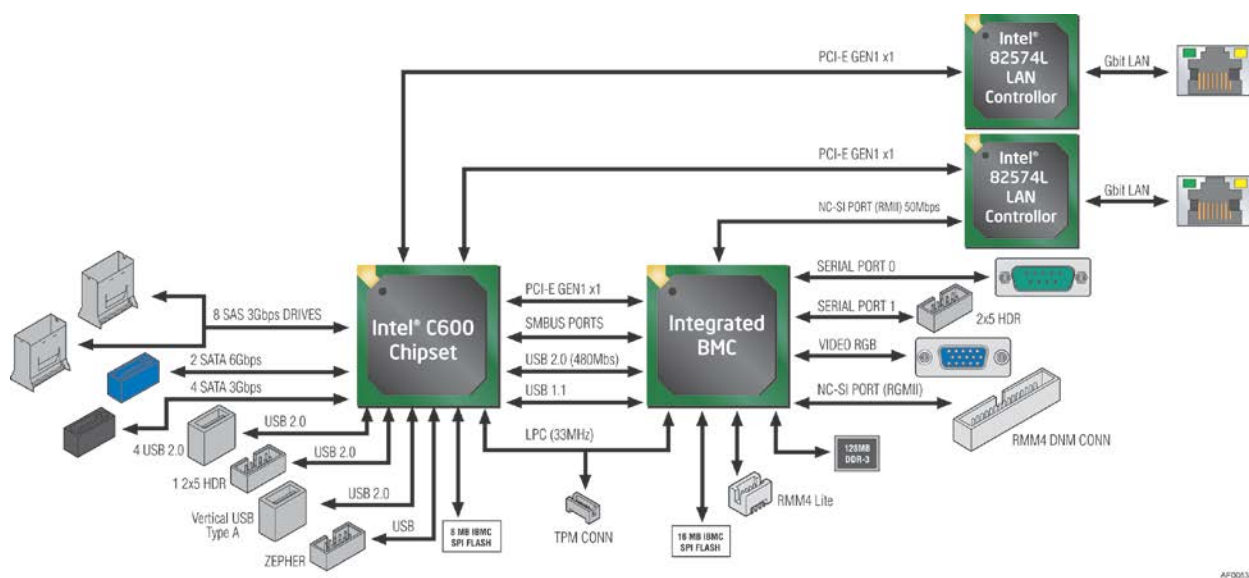 Intel®
82574L
LAN
Controllor
PCI-E GEN1 x1
Gbit LAN
Intel®
82574L
LAN
Controllor
PCI-E GEN1 x1
Gbit LAN
NC-SI PORT (RMII) 50Mbps
Intel® C600
Chipset
Integrated
BMC
8 SAS 3Gbps DRIVES
2 SATA 6Gbps
4 SATA 3Gbps
PCI-E GEN1 x1
SMBUS PORTS
USB 2.0 (480Mbs)
USB 1.1
SERIAL PORT 0
SERIAL PORT 1
2x5 HDR
VIDEO RGB
NC-SI PORT (RGMII)
RMM4 DNM CONN
USB 2.0
4 USB 2.0
USB 2.0
1 2x5 HDR
USB 2.0
Vertical USB
Type A
USB
ZEPHER
8 MB IBMC
SPI FLASH
LPC (33MHz)
TPM CONN
16 MB IBMC
SPI FLASH
RMM4 Lite
128MB
DDR-3